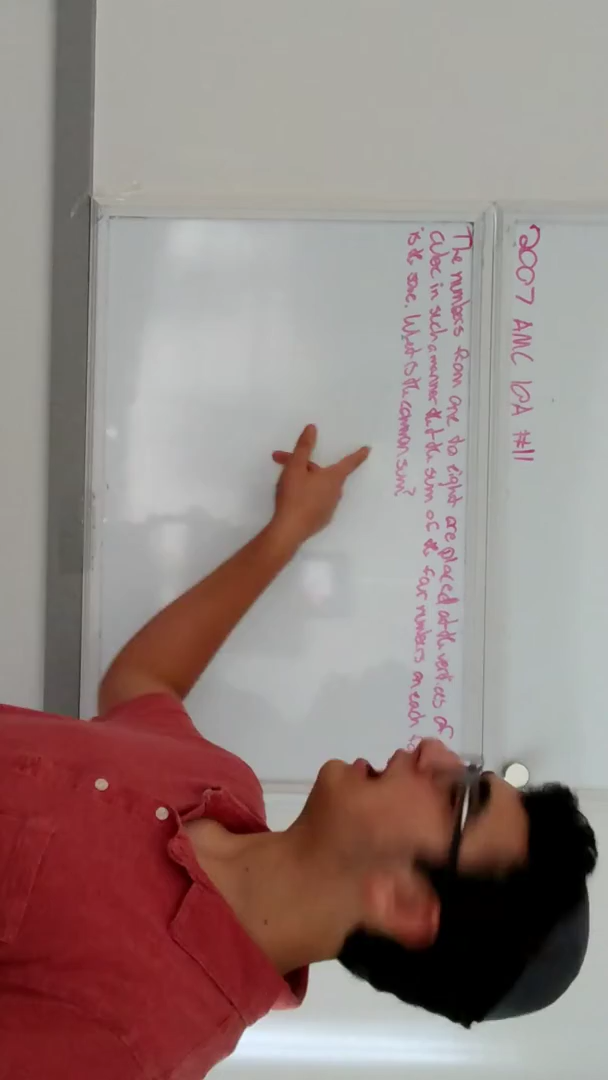 2007 AMC 10A #11
The numbers from one to eight are placed at the vertices of
cube in such a manner that the sum of the four numbers on each
is the same. What is the common sum?